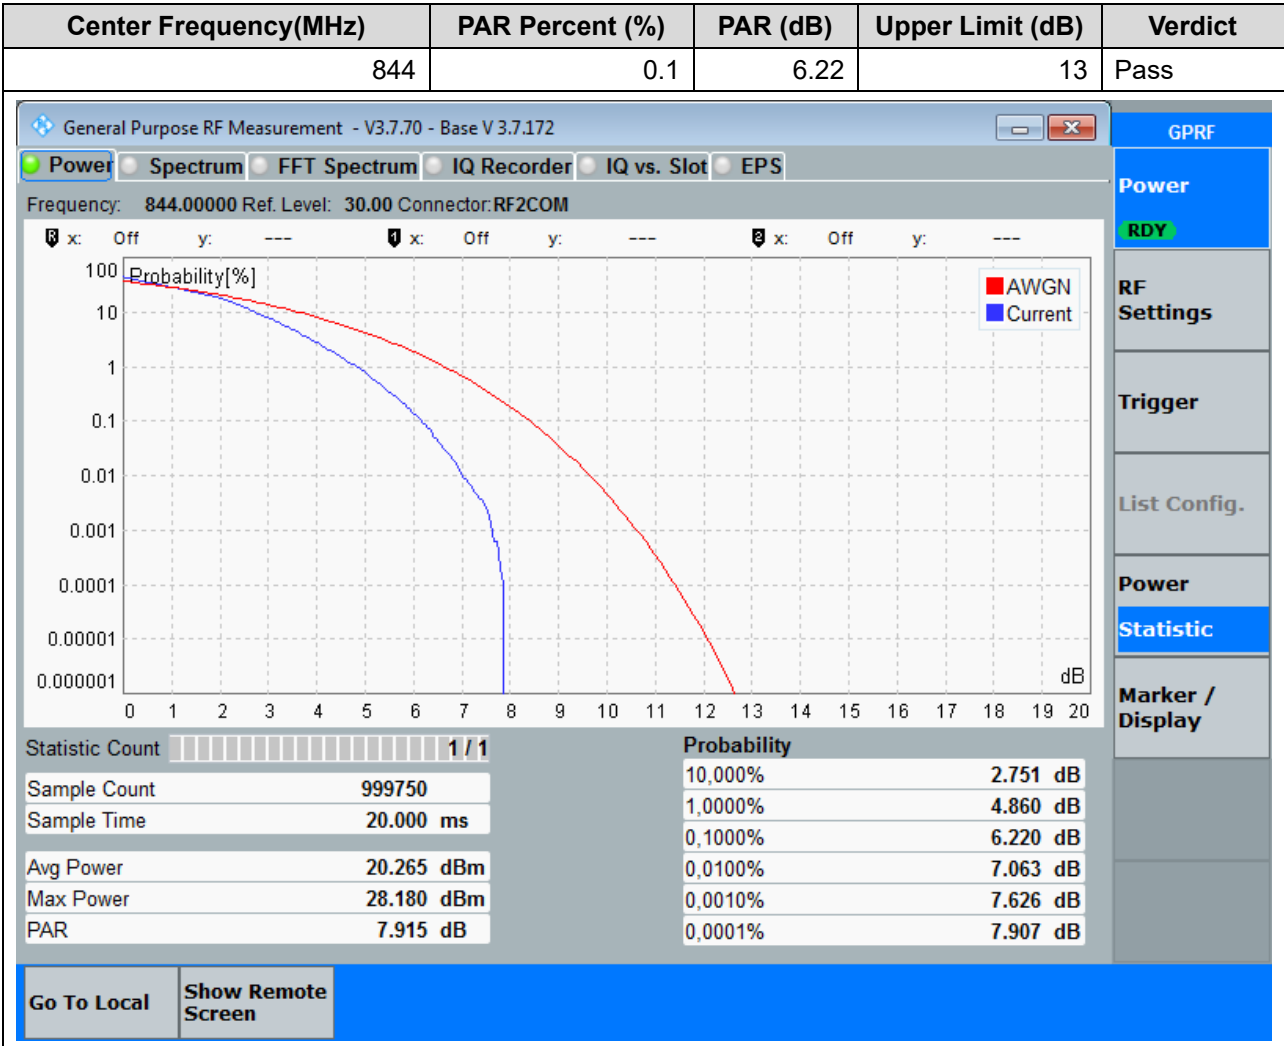 Center Frequency(MHz) PAR Percent (%) PAR (dB) Upper Limit (dB) Verdict
844 0.1 6.22 13 Pass
General Purpose RF Measurement - V3.7.70 - Base V 3.7.172
GPRF
Power Spectrum FFT Spectrum IQ Recorder IQ vs. Slot EPS
Power
RDY
Frequency: 844.00000 Ref. Level: 30.00 Connector: RF2COM
R x: Off y: --- 1 x: Off y: --- 2 x: Off y: ---
Probability[%]
AWGN
Current
100
10
1
0.1
0.01
0.001
0.0001
0.00001
0.000001
dB
0 1 2 3 4 5 6 7 8 9 10 11 12 13 14 15 16 17 18 19 20
RF
Settings
Trigger
List Config.
Power
Statistic
Marker /
Display
Statistic Count 1 / 1
Sample Count 999750
Sample Time 20.000 ms
Avg Power 20.265 dBm
Max Power 28.180 dBm
PAR 7.915 dB
Probability
10,000% 2.751 dB
1,0000% 4.860 dB
0,1000% 6.220 dB
0,0100% 7.063 dB
0,0010% 7.626 dB
0,0001% 7.907 dB
Go To Local
Show Remote
Screen